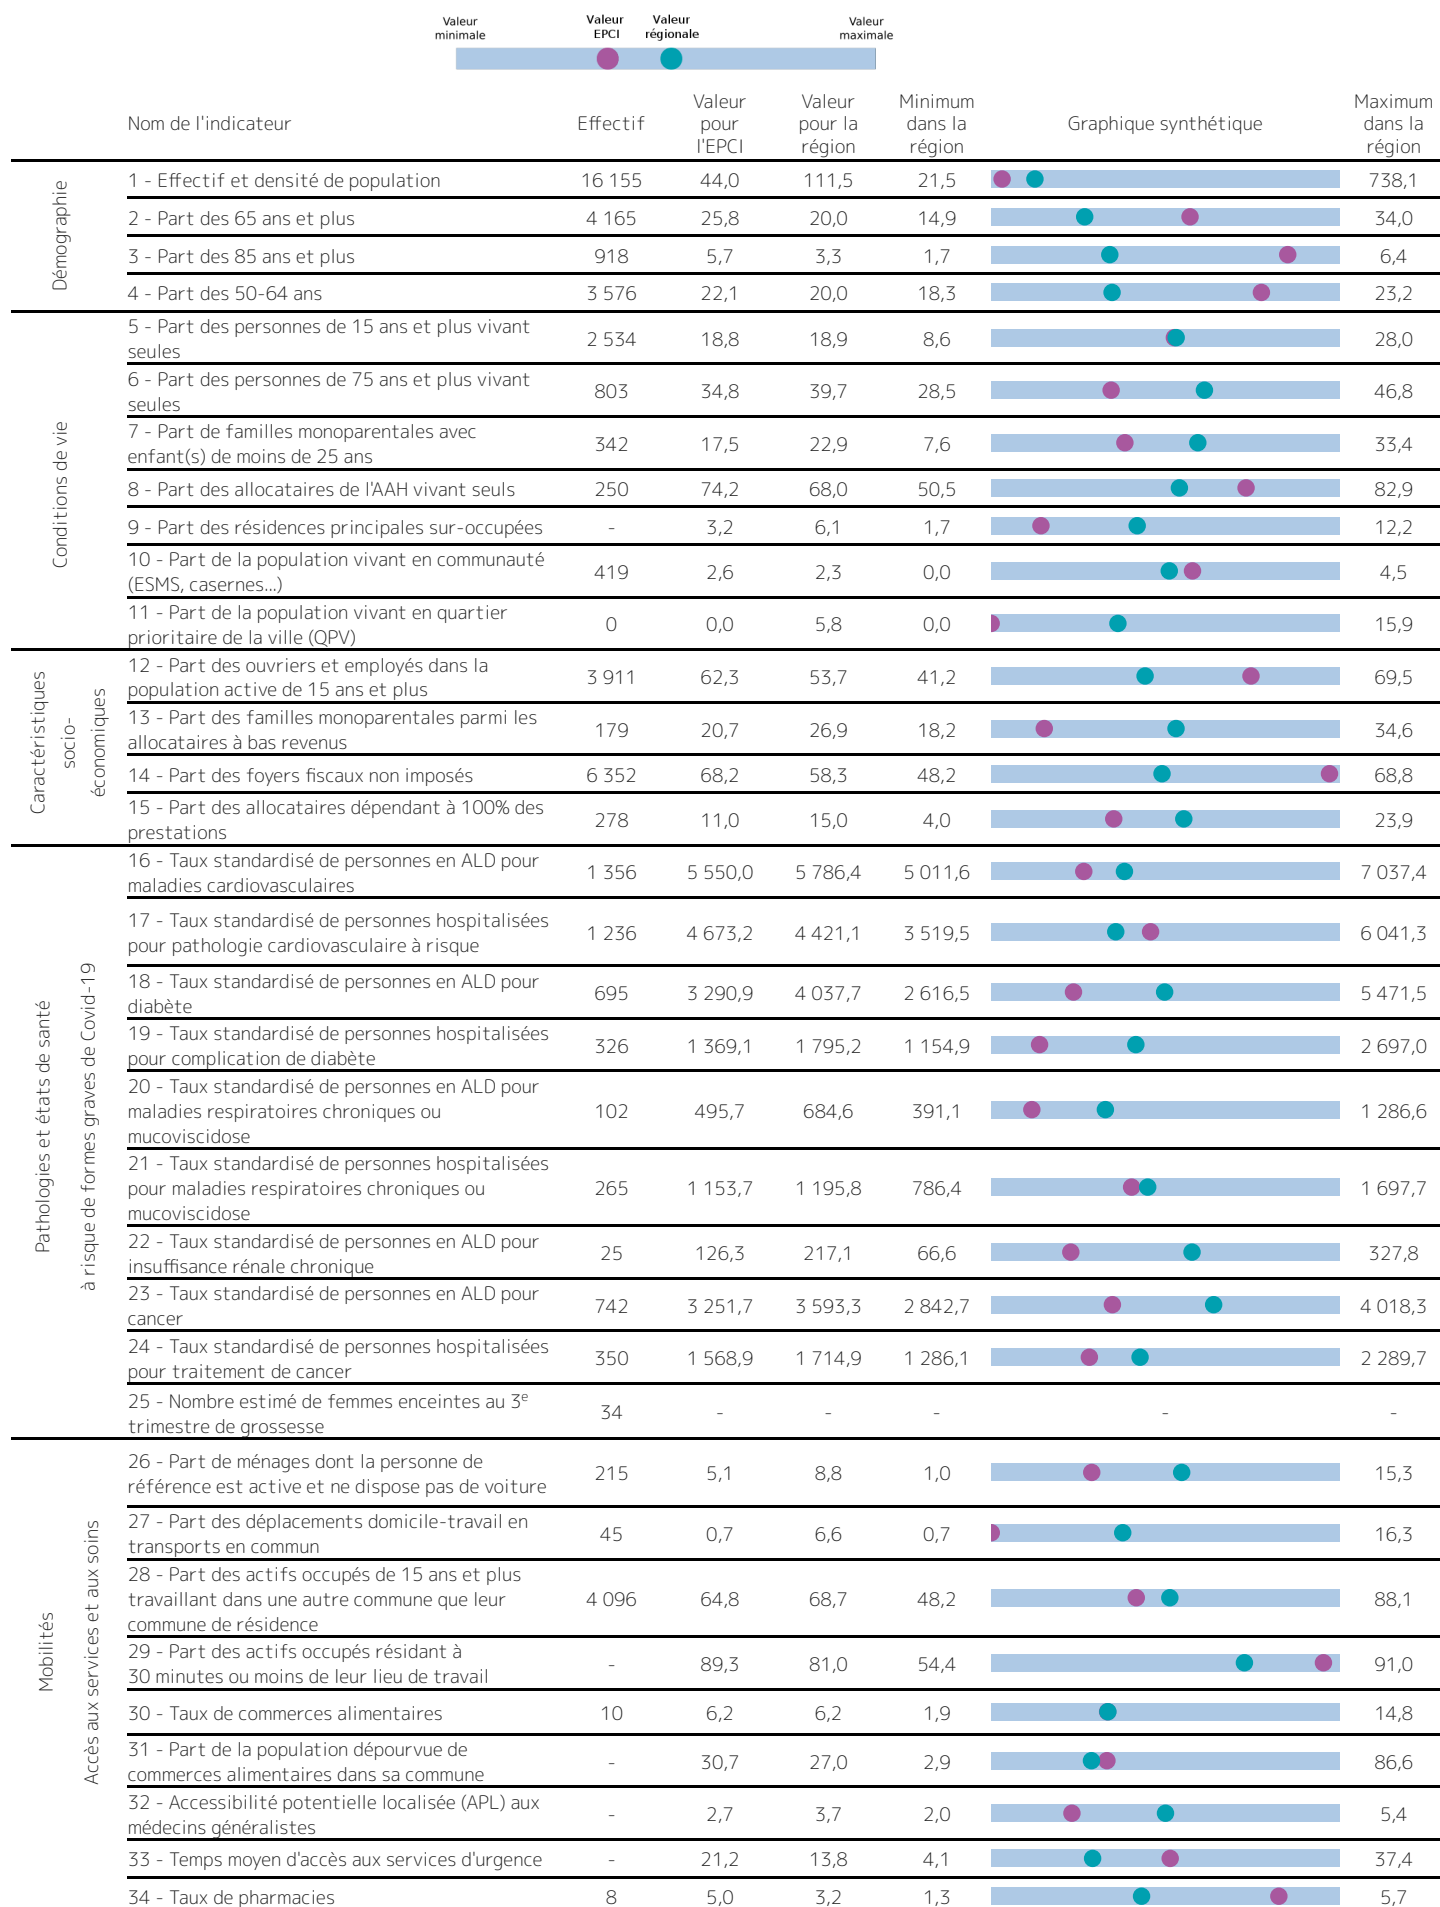 Valeur
minimale
Valeur
EPCI
Valeur
régionale
Valeur
maximale
Nom de l'indicateur
Effectif
Valeur
pour
l'EPCI
Valeur
pour la
région
Minimum
dans la
région
Graphique synthétique
Maximum
dans la
région
Démographie
1 - Effectif et densité de population 16 155 44,0 111,5 21,5 738,1
2 - Part des 65 ans et plus 4 165 25,8 20,0 14,9 34,0
3 - Part des 85 ans et plus 918 5,7 3,3 1,7 6,4
4 - Part des 50-64 ans 3 576 22,1 20,0 18,3 23,2
Conditions de vie
5 - Part des personnes de 15 ans et plus vivant
seules 2 534 18,8 18,9 8,6 28,0
6 - Part des personnes de 75 ans et plus vivant
seules 803 34,8 39,7 28,5 46,8
7 - Part de familles monoparentales avec
enfant(s) de moins de 25 ans 342 17,5 22,9 7,6 33,4
8 - Part des allocataires de l'AAH vivant seuls 250 74,2 68,0 50,5 82,9
9 - Part des résidences principales sur-occupées - 3,2 6,1 1,7 12,2
10 - Part de la population vivant en communauté
(ESMS, casernes...) 419 2,6 2,3 0,0 4,5
11 - Part de la population vivant en quartier
prioritaire de la ville (QPV) 0 0,0 5,8 0,0 15,9
Caractéristiques
socio-
économiques
12 - Part des ouvriers et employés dans la
population active de 15 ans et plus 3 911 62,3 53,7 41,2 69,5
13 - Part des familles monoparentales parmi les
allocataires à bas revenus 179 20,7 26,9 18,2 34,6
14 - Part des foyers fiscaux non imposés 6 352 68,2 58,3 48,2 68,8
15 - Part des allocataires dépendant à 100% des
prestations 278 11,0 15,0 4,0 23,9
Pathologies et états de santé
à risque de formes graves de Covid-19
16 - Taux standardisé de personnes en ALD pour
maladies cardiovasculaires 1 356 5 550,0 5 786,4 5 011,6 7 037,4
17 - Taux standardisé de personnes hospitalisées
pour pathologie cardiovasculaire à risque 1 236 4 673,2 4 421,1 3 519,5 6 041,3
18 - Taux standardisé de personnes en ALD pour
diabète 695 3 290,9 4 037,7 2 616,5 5 471,5
19 - Taux standardisé de personnes hospitalisées
pour complication de diabète 326 1 369,1 1 795,2 1 154,9 2 697,0
20 - Taux standardisé de personnes en ALD pour
maladies respiratoires chroniques ou
mucoviscidose 102 495,7 684,6 391,1 1 286,6
21 - Taux standardisé de personnes hospitalisées
pour maladies respiratoires chroniques ou
mucoviscidose 265 1 153,7 1 195,8 786,4 1 697,7
22 - Taux standardisé de personnes en ALD pour
insuffisance rénale chronique 25 126,3 217,1 66,6 327,8
23 - Taux standardisé de personnes en ALD pour
cancer 742 3 251,7 3 593,3 2 842,7 4 018,3
24 - Taux standardisé de personnes hospitalisées
pour traitement de cancer 350 1 568,9 1 714,9 1 286,1 2 289,7
25 - Nombre estimé de femmes enceintes au 3e
trimestre de grossesse 34 - - - - -
Mobilités
Accès aux services et aux soins
26 - Part de ménages dont la personne de
référence est active et ne dispose pas de voiture 215 5,1 8,8 1,0 15,3
27 - Part des déplacements domicile-travail en
transports en commun 45 0,7 6,6 0,7 16,3
28 - Part des actifs occupés de 15 ans et plus
travaillant dans une autre commune que leur
commune de résidence 4 096 64,8 68,7 48,2 88,1
29 - Part des actifs occupés résidant à
30 minutes ou moins de leur lieu de travail - 89,3 81,0 54,4 91,0
30 - Taux de commerces alimentaires 10 6,2 6,2 1,9 14,8
31 - Part de la population dépourvue de
commerces alimentaires dans sa commune - 30,7 27,0 2,9 86,6
32 - Accessibilité potentielle localisée (APL) aux
médecins généralistes - 2,7 3,7 2,0 5,4
33 - Temps moyen d'accès aux services d'urgence - 21,2 13,8 4,1 37,4
34 - Taux de pharmacies 8 5,0 3,2 1,3 5,7